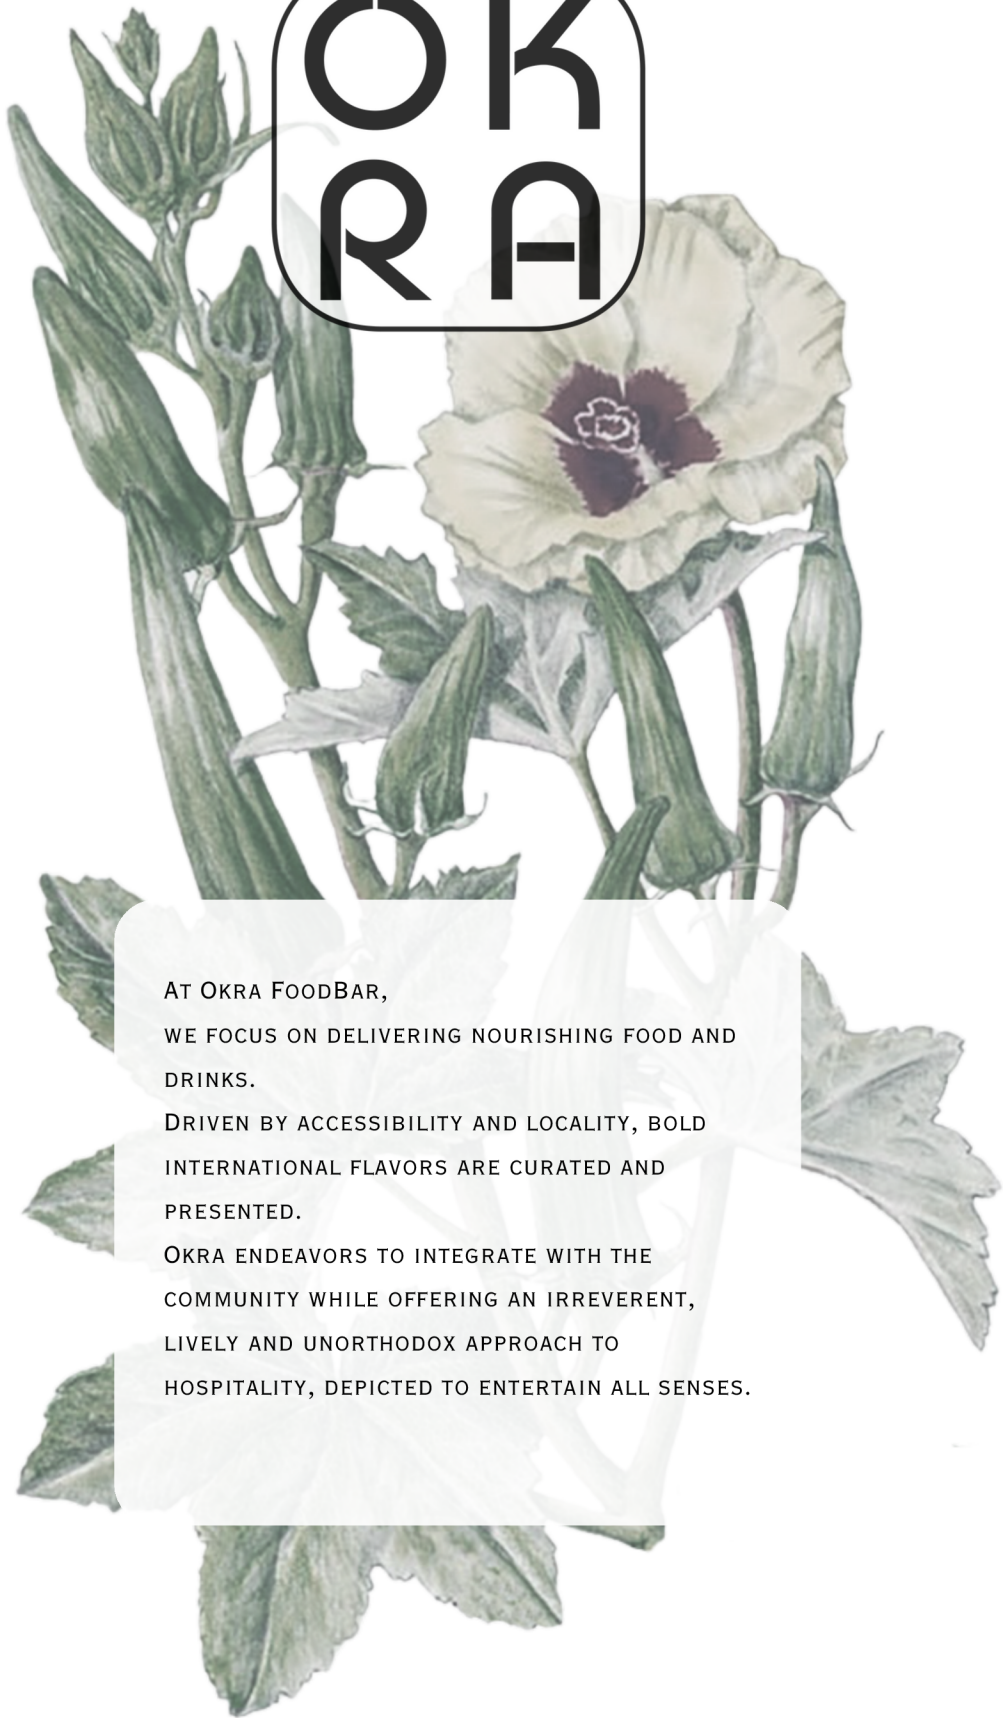 OK
RA
At Okra FoodBar,
we focus on delivering nourishing food and
drinks.
Driven by accessibility and locality, bold
international flavors are curated and
presented.
Okra endeavors to integrate with the
community while offering an irreverent,
lively and unorthodox approach to
hospitality, depicted to entertain all senses.